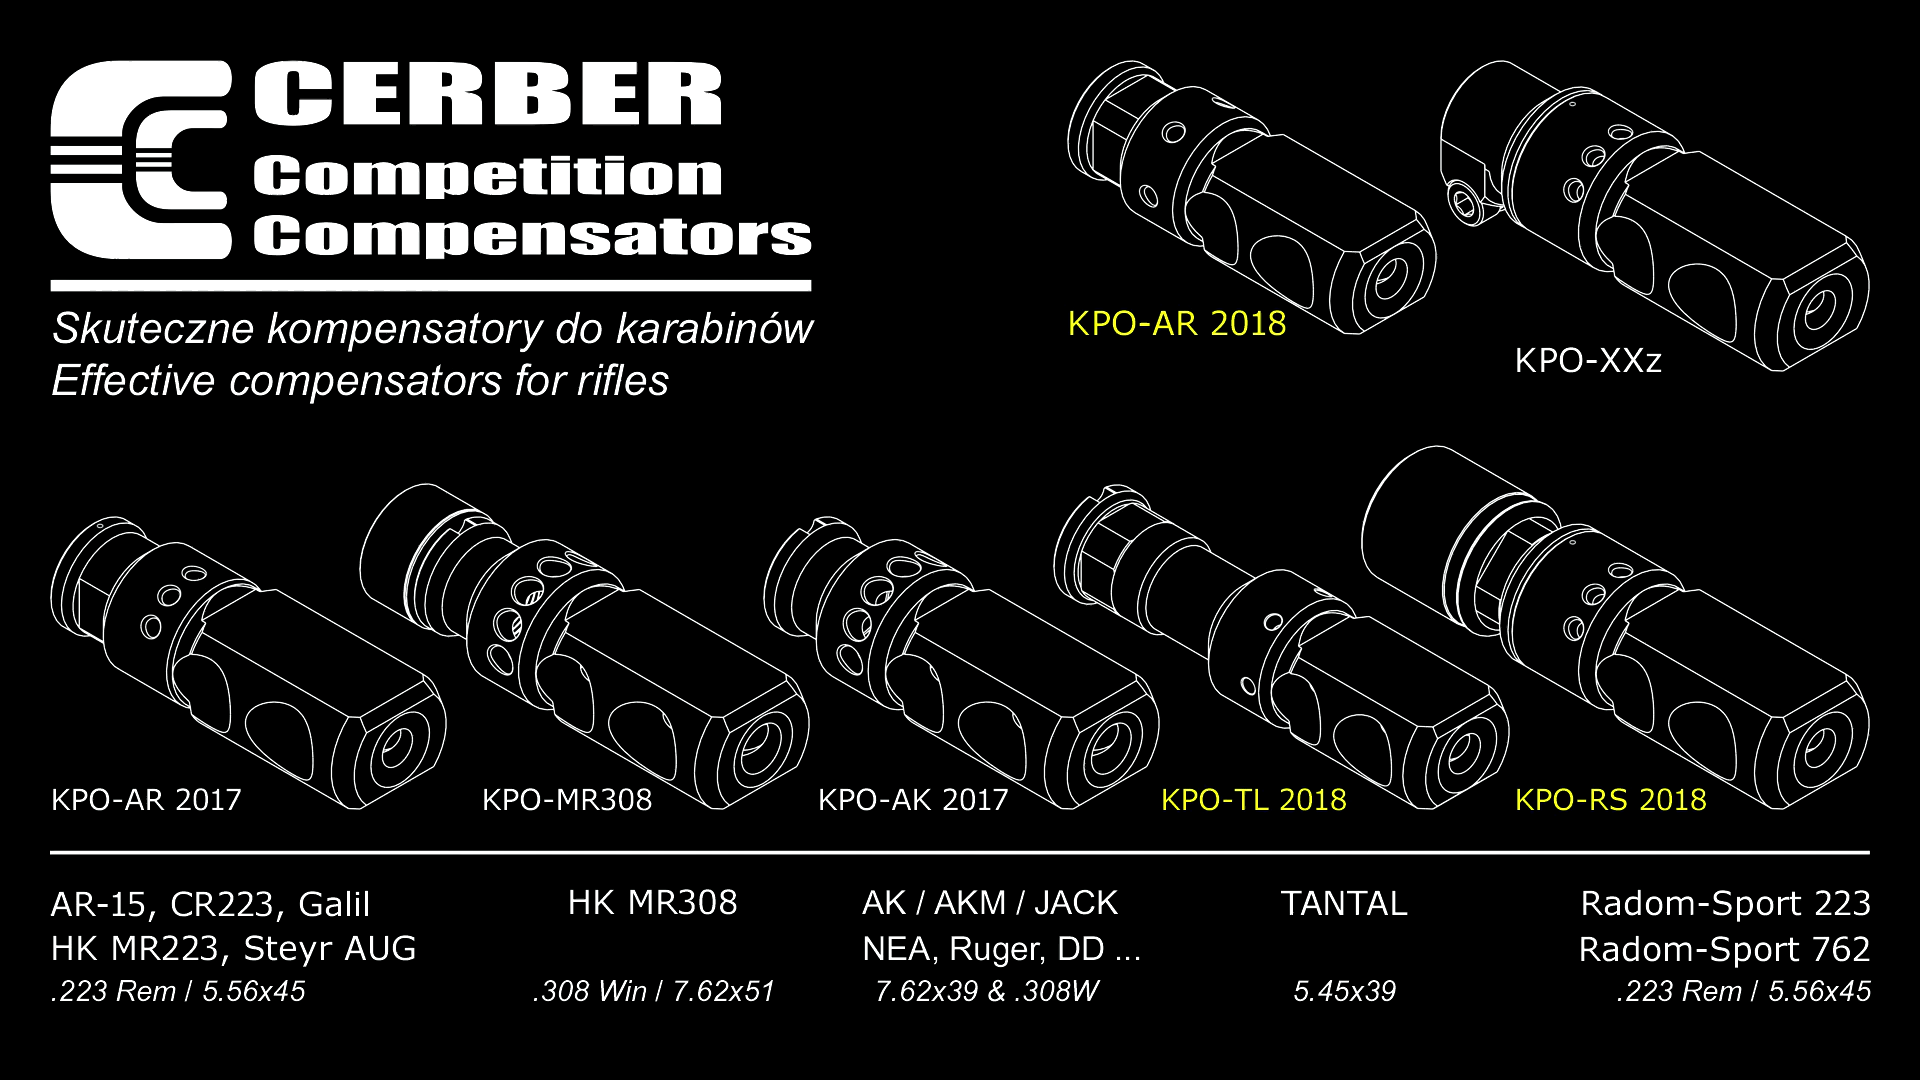 CERBER
Competition
Compensators
Skuteczne kompensatory do karabinów
Effective compensators for rifles
KPO-AR 2018
KPO-XXz
KPO-AR 2017
KPO-MR308
KPO-AK 2017
KPO-TL 2018
KPO-RS 2018
AR-15, CR223, Galil
HK MR223, Steyr AUG
.223 Rem / 5.56x45
HK MR308
.308 Win / 7.62x51
AK / AKM / JACK
NEA, Ruger, DD ...
7.62x39 & .308W
TANTAL
5.45x39
Radom-Sport 223
Radom-Sport 762
.223 Rem / 5.56x45